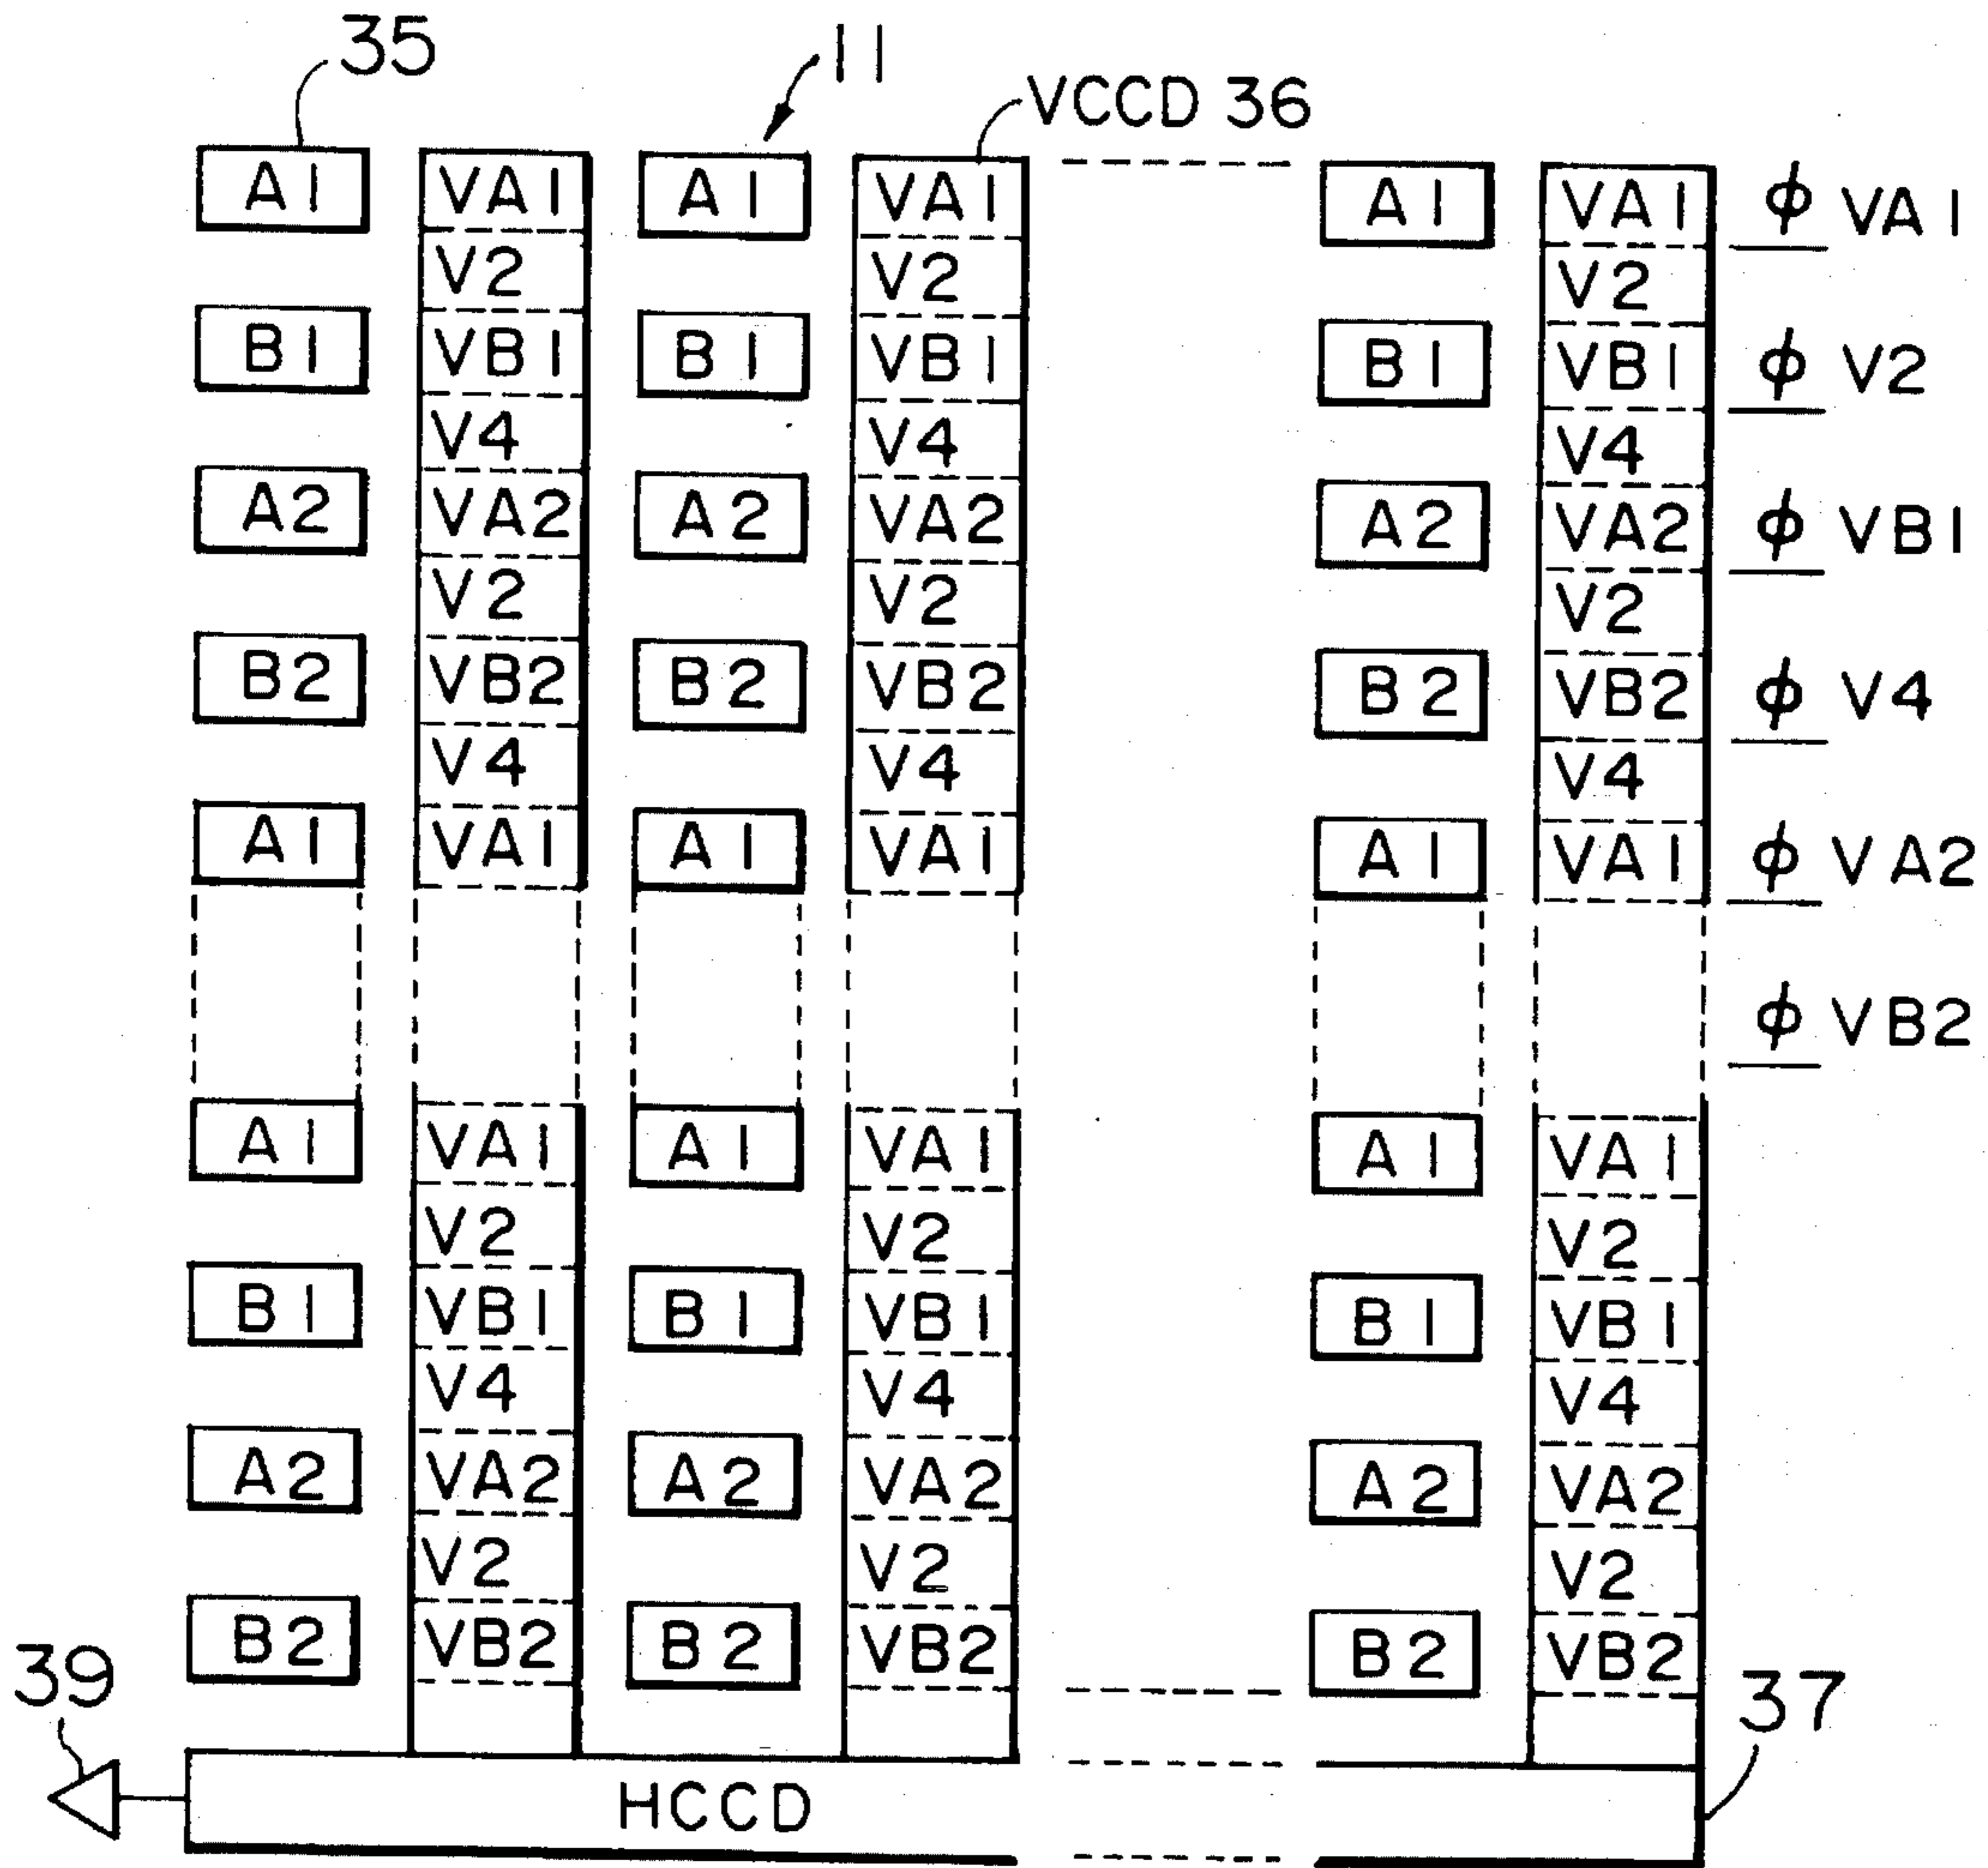 35 11 VCCD 36
A1 VA1 A1 VA1 A1 VA1 ϕ VA1
V2 V2 V2
B1 VB1 B1 VB1 B1 VB1 ϕ V2
V4 V4 V4
A2 VA2 A2 VA2 A2 VA2 ϕ VB1
V2 V2 V2
B2 VB2 B2 VB2 B2 VB2 ϕ V4
V4 V4 V4
A1 VA1 A1 VA1 A1 VA1 ϕ VA2
ϕ VB2
A1 VA1 A1 VA1 A1 VA1
V2 V2 V2
B1 VB1 B1 VB1 B1 VB1
V4 V4 V4
A2 VA2 A2 VA2 A2 VA2
V2 V2 V2
B2 VB2 B2 VB2 B2 VB2
39 37
HCCD